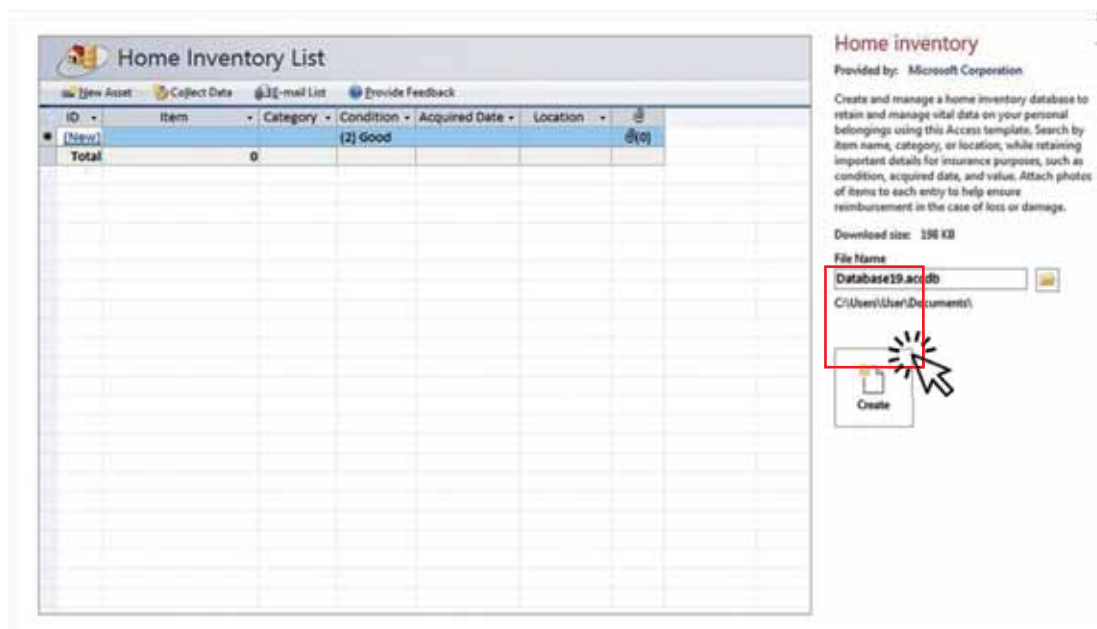 Home Inventory List
New Asset Collect Data E-mail List Provide Feedback
ID Item Category Condition Acquired Date Location
(New) (2) Good (0)
Total 0
Home inventory
Provided by: Microsoft Corporation
Create and manage a home inventory database to
retain and manage vital data on your personal
belongings using this Access template. Search by
item name, category, or location, while retaining
important details for insurance purposes, such as
condition, acquired date, and value. Attach photos
of items to each entry to help ensure
reimbursement in the case of loss or damage.
Download size: 198 KB
File Name
Database19.accdb
C:\Users\User\Documents\
Create